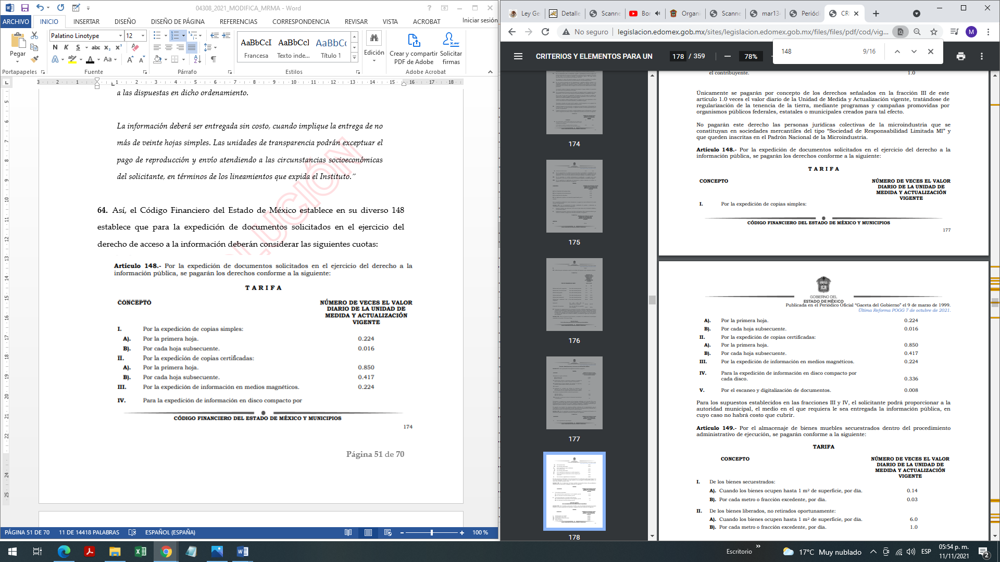 04308_2021_MODIFICA_MRMA - Word
ARCHIVO INICIO INSERTAR DISEÑO DISEÑO DE PÁGINA REFERENCIAS CORRESPONDENCIA REVISAR VISTA ACROBAT Iniciar sesión
Pegar
Portapapeles
Palatino Linotype 12
N K S abc x₂ x²
Aa
Fuente
Párrafo
AaBbCcI AaBbCcI AaBbCc
Francesa Texto inde... Título 1
Estilos
Edición
Crear y compartir PDF de Adobe
Solicitar firmas
Adobe Acrobat
3 2 1 1 2 3 4 5 6 7 8 9 10 11 12 13 14 15 16 17 18
a las dispuestas en dicho ordenamiento.
La información deberá ser entregada sin costo, cuando implique la entrega de no
más de veinte hojas simples. Las unidades de transparencia podrán exceptuar el
pago de reproducción y envío atendiendo a las circunstancias socioeconómicas
del solicitante, en términos de los lineamientos que expida el Instituto.”
64. Así, el Código Financiero del Estado de México establece en su diverso 148
establece que para la expedición de documentos solicitados en el ejercicio del
derecho de acceso a la información deberán considerar las siguientes cuotas:
Artículo 148.- Por la expedición de documentos solicitados en el ejercicio del derecho a la
información pública, se pagarán los derechos conforme a la siguiente:
T A R I F A
CONCEPTO
NÚMERO DE VECES EL VALOR
DIARIO DE LA UNIDAD DE
MEDIDA Y ACTUALIZACIÓN
VIGENTE
I. Por la expedición de copias simples:
A). Por la primera hoja. 0.224
B). Por cada hoja subsecuente. 0.016
II. Por la expedición de copias certificadas:
A). Por la primera hoja. 0.850
B). Por cada hoja subsecuente. 0.417
III. Por la expedición de información en medios magnéticos. 0.224
IV. Para la expedición de información en disco compacto por
CÓDIGO FINANCIERO DEL ESTADO DE MÉXICO Y MUNICIPIOS
174
Página 51 de 70
PÁGINA 51 DE 70 11 DE 14418 PALABRAS ESPAÑOL (ESPAÑA) 100 %
Ley Ge Detalle Scanne Bor Organi Scanne mar134 Periód CRI
No seguro legislacion.edomex.gob.mx/sites/legislacion.edomex.gob.mx/files/files/pdf/cod/vig... M
148 9/16
CRITERIOS Y ELEMENTOS PARA UN 178 / 359 78%
174
175
176
177
178
el contribuyente. 1.0
Únicamente se pagarán por concepto de los derechos señalados en la fracción III de este
artículo 1.0 veces el valor diario de la Unidad de Medida y Actualización vigente, tratándose de
regularización de la tenencia de la tierra, mediante programas y campañas promovidas por
organismos públicos federales, estatales o municipales creados para tal efecto.
No pagarán este derecho las personas jurídicas colectivas de la microindustria que se
constituyan en sociedades mercantiles del tipo “Sociedad de Responsabilidad Limitada MI” y
que queden inscritas en el Padrón Nacional de la Microindustria.
Artículo 148.- Por la expedición de documentos solicitados en el ejercicio del derecho a la
información pública, se pagarán los derechos conforme a la siguiente:
T A R I F A
CONCEPTO
NÚMERO DE VECES EL VALOR
DIARIO DE LA UNIDAD DE
MEDIDA Y ACTUALIZACIÓN
VIGENTE
I. Por la expedición de copias simples:
CÓDIGO FINANCIERO DEL ESTADO DE MÉXICO Y MUNICIPIOS
177
GOBIERNO DEL
ESTADO DE MÉXICO
Publicada en el Periódico Oficial “Gaceta del Gobierno” el 9 de marzo de 1999.
Última Reforma POGG 7 de octubre de 2021.
A). Por la primera hoja. 0.224
B). Por cada hoja subsecuente. 0.016
II. Por la expedición de copias certificadas:
A). Por la primera hoja. 0.850
B). Por cada hoja subsecuente. 0.417
III. Por la expedición de información en medios magnéticos. 0.224
IV. Para la expedición de información en disco compacto por
cada disco. 0.336
V. Por el escaneo y digitalización de documentos. 0.008
Para los supuestos establecidos en las fracciones III y IV, el solicitante podrá proporcionar a la
autoridad municipal, el medio en el que requiera le sea entregada la información pública, en
cuyo caso no habrá costo que cubrir.
Artículo 149.- Por el almacenaje de bienes muebles secuestrados dentro del procedimiento
administrativo de ejecución, se pagarán conforme a la siguiente:
TARIFA
CONCEPTO
NÚMERO DE VECES EL VALOR
DIARIO DE LA UNIDAD DE
MEDIDA Y ACTUALIZACIÓN
VIGENTE
I. De los bienes secuestrados:
A). Cuando los bienes ocupen hasta 1 m² de superficie, por día. 0.14
B). Por cada metro o fracción excedente, por día. 0.03
II. De los bienes liberados, no retirados oportunamente:
A). Cuando los bienes ocupen hasta 1 m² de superficie, por día. 6.0
B). Por cada metro o fracción excedente, por día. 1.0
Escritorio 17°C Muy nublado ESP 05:54 p. m.
11/11/2021 2